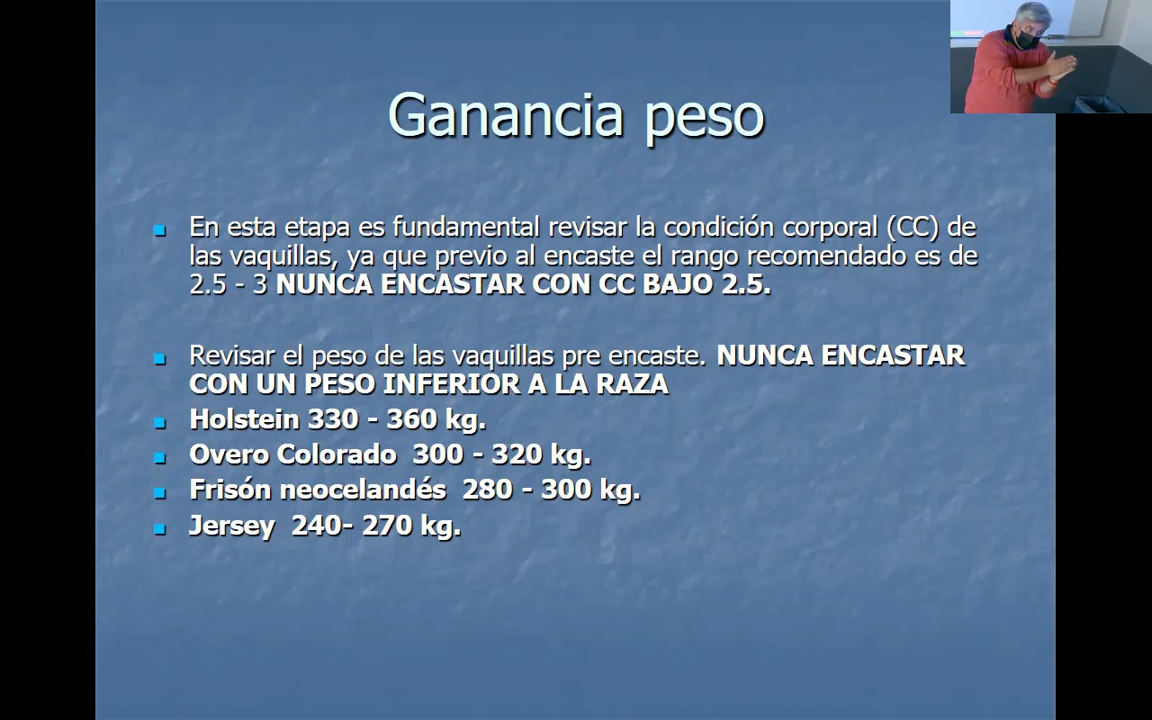 Ganancia peso
En esta etapa es fundamental revisar la condición corporal (CC) de
las vaquillas, ya que previo al encaste el rango recomendado es de
2.5 - 3 NUNCA ENCASTAR CON CC BAJO 2.5.
Revisar el peso de las vaquillas pre encaste. NUNCA ENCASTAR
CON UN PESO INFERIOR A LA RAZA
Holstein 330 - 360 kg.
Overo Colorado 300 - 320 kg.
Frisón neocelandés 280 - 300 kg.
Jersey 240- 270 kg.